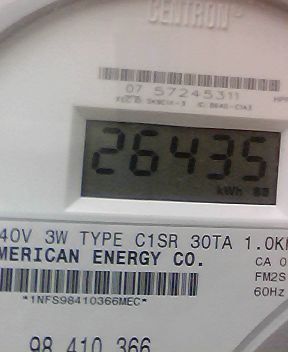 CENTRON®
07 57245311
26435
kWh
40V 3W TYPE C1SR 30TA 1.0K
MERICAN ENERGY CO.
CA 0
FM2S
60Hz
*1NFS98410366MEC*
98 410 366